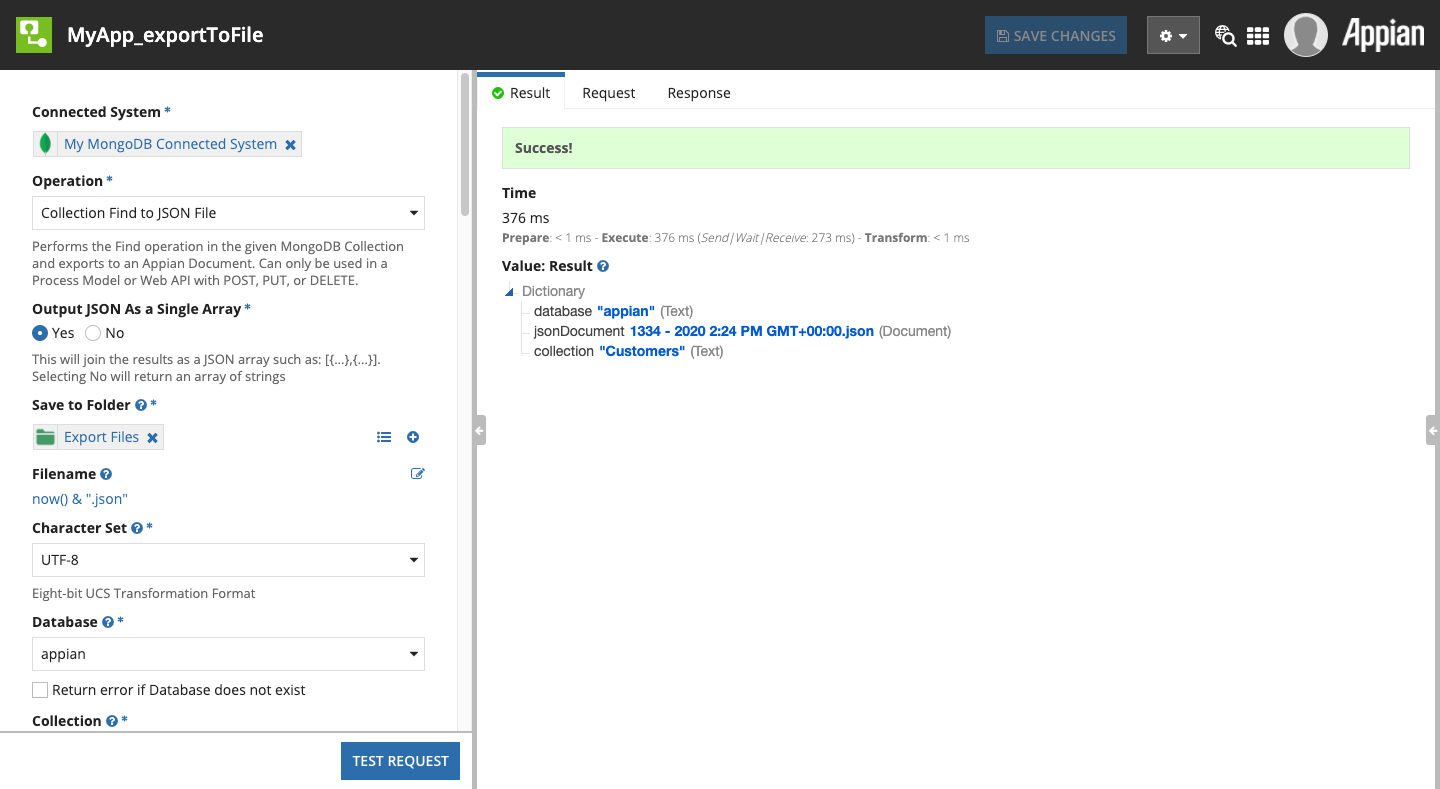 MyApp_exportToFile
SAVE CHANGES
Appian
Connected System *
My MongoDB Connected System
Operation *
Collection Find to JSON File
Performs the Find operation in the given MongoDB Collection
and exports to an Appian Document. Can only be used in a
Process Model or Web API with POST, PUT, or DELETE.
Output JSON As a Single Array *
Yes No
This will join the results as a JSON array such as: [{...},{...}].
Selecting No will return an array of strings
Save to Folder ? *
Export Files
Filename ?
now() & ".json"
Character Set ? *
UTF-8
Eight-bit UCS Transformation Format
Database ? *
appian
Return error if Database does not exist
Collection ? *
TEST REQUEST
Result Request Response
Success!
Time
376 ms
Prepare: < 1 ms - Execute: 376 ms (Send|Wait|Receive: 273 ms) - Transform: < 1 ms
Value: Result ?
Dictionary
database "appian" (Text)
jsonDocument 1334 - 2020 2:24 PM GMT+00:00.json (Document)
collection "Customers" (Text)